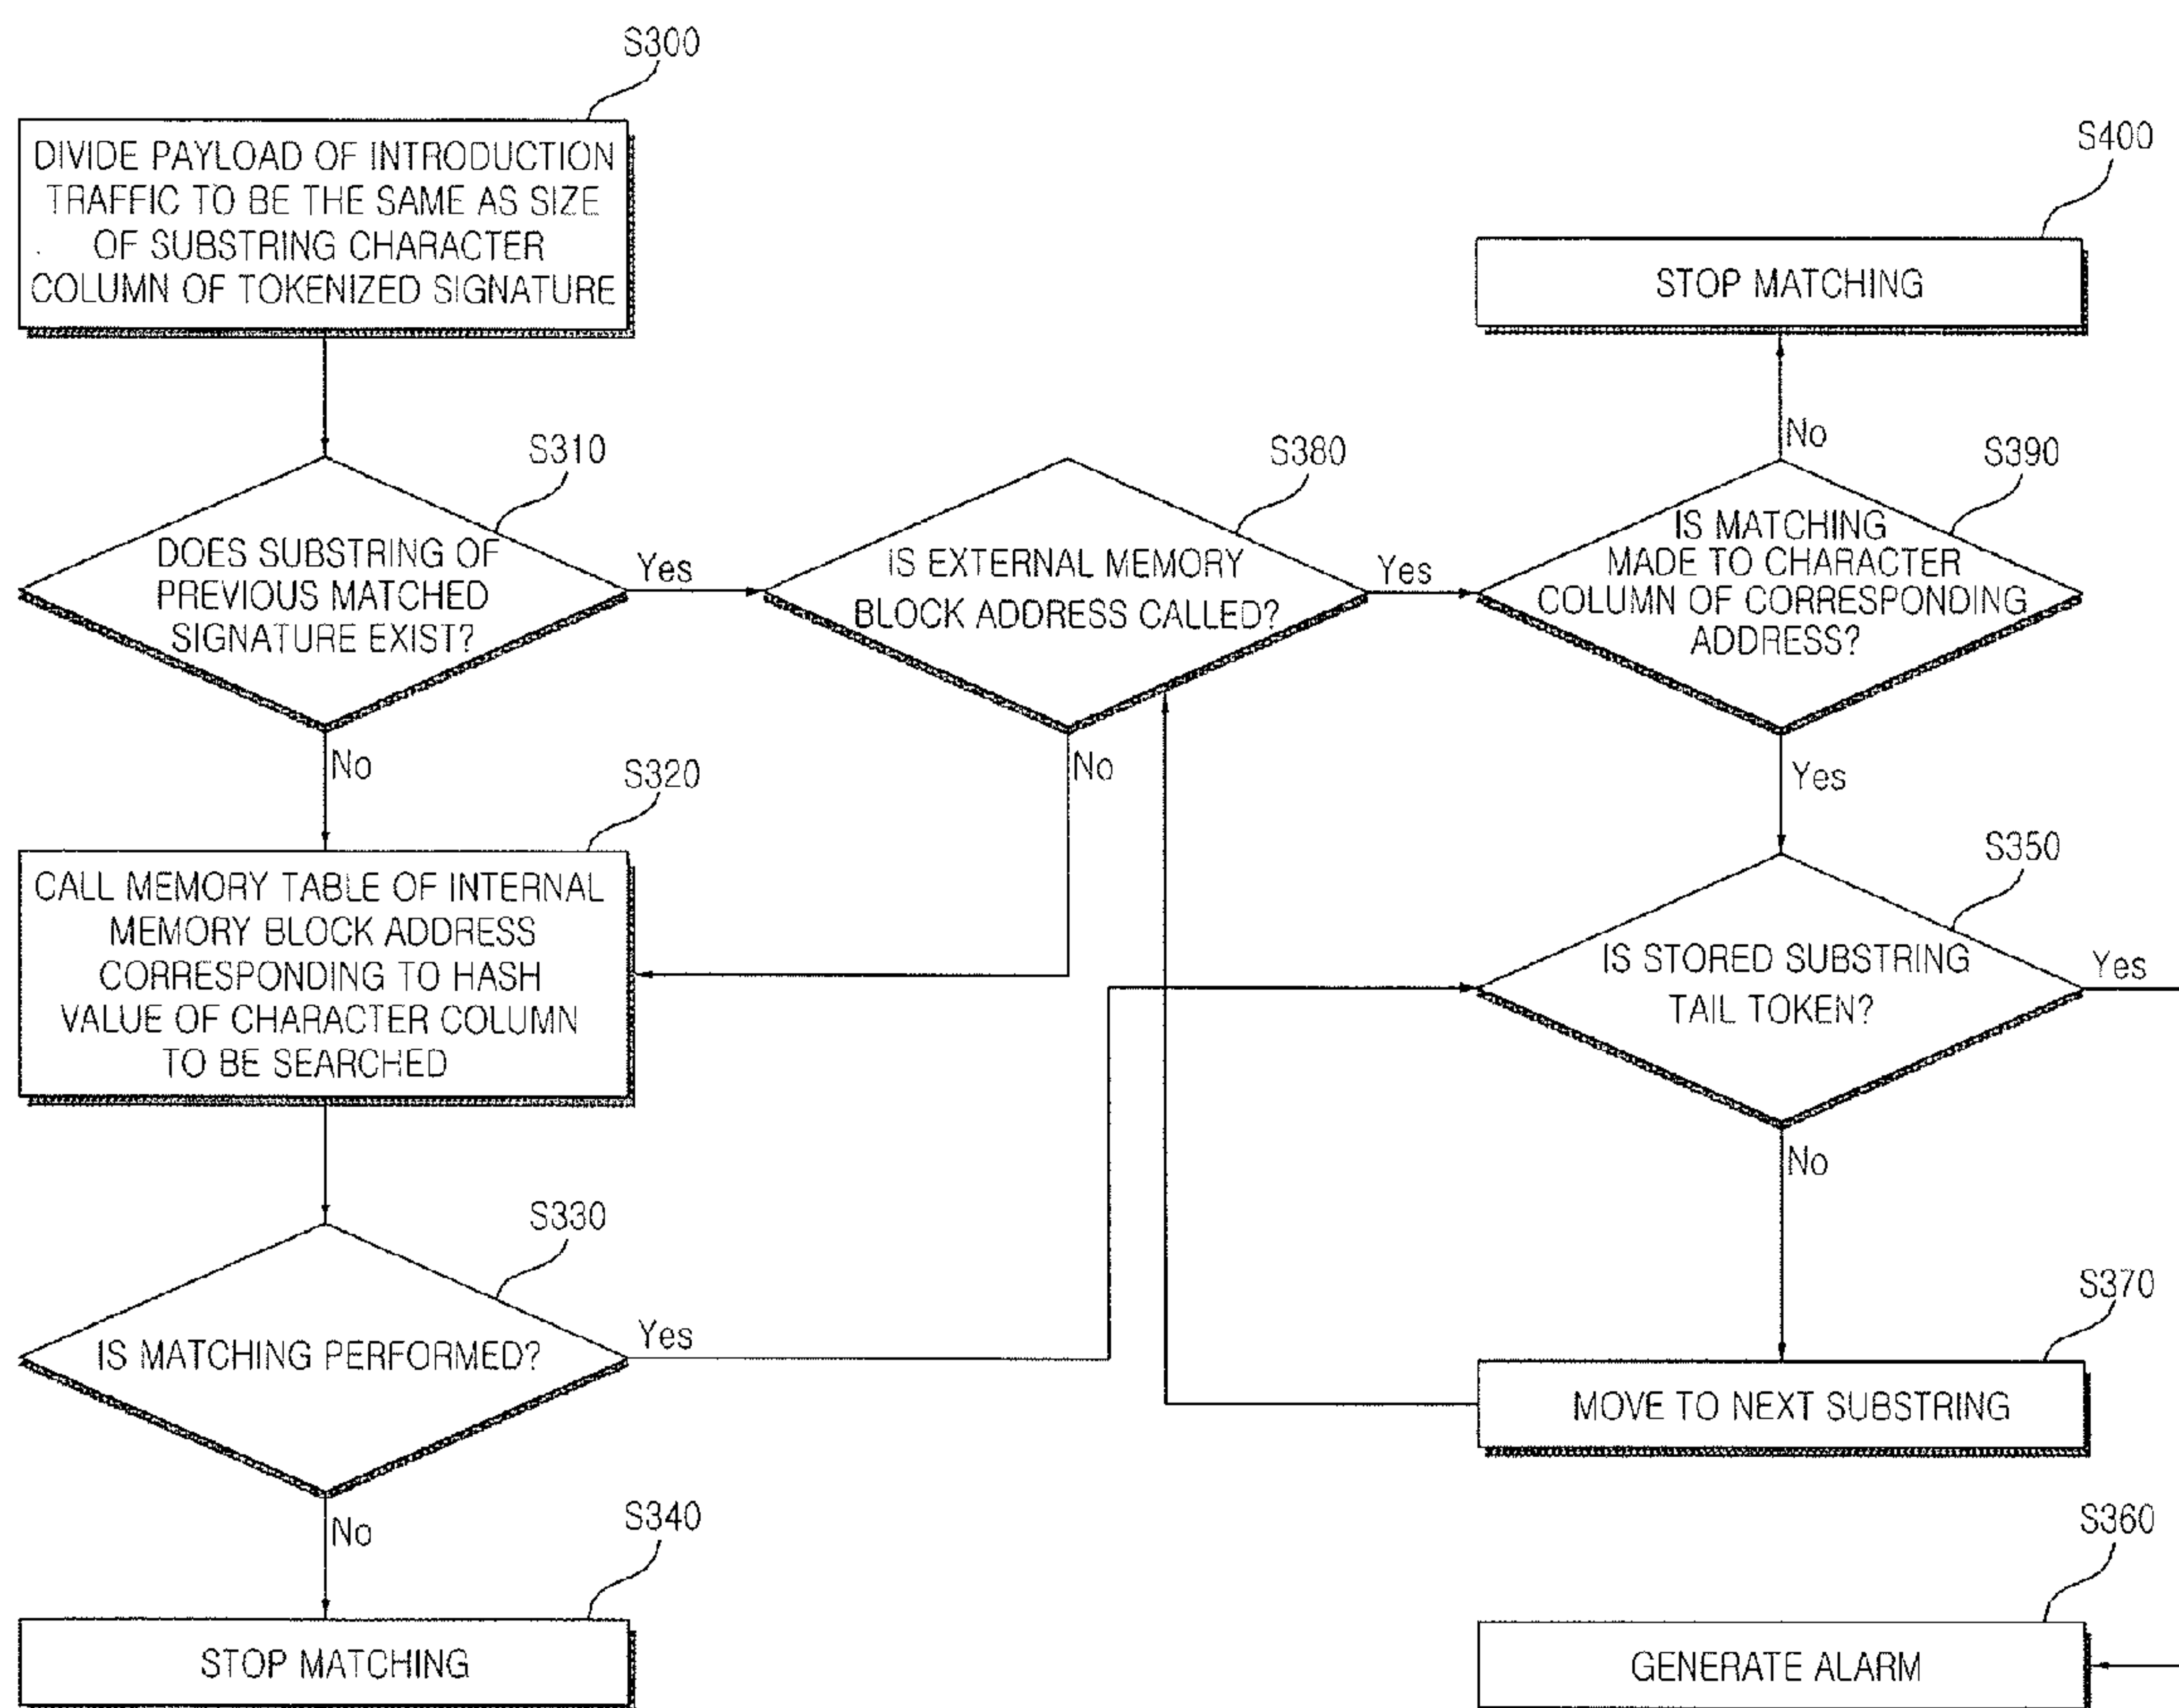 S300
DIVIDE PAYLOAD OF INTRODUCTION
TRAFFIC TO BE THE SAME AS SIZE
OF SUBSTRING CHARACTER
COLUMN OF TOKENIZED SIGNATURE
S310
DOES SUBSTRING OF
PREVIOUS MATCHED
SIGNATURE EXIST?
Yes
No
S320
CALL MEMORY TABLE OF INTERNAL
MEMORY BLOCK ADDRESS
CORRESPONDING TO HASH
VALUE OF CHARACTER COLUMN
TO BE SEARCHED
S330
IS MATCHING PERFORMED?
Yes
No
S340
STOP MATCHING
S380
IS EXTERNAL MEMORY
BLOCK ADDRESS CALLED?
Yes
No
S400
STOP MATCHING
No
S390
IS MATCHING
MADE TO CHARACTER
COLUMN OF CORRESPONDING
ADDRESS?
Yes
S350
IS STORED SUBSTRING
TAIL TOKEN?
Yes
No
S370
MOVE TO NEXT SUBSTRING
S360
GENERATE ALARM